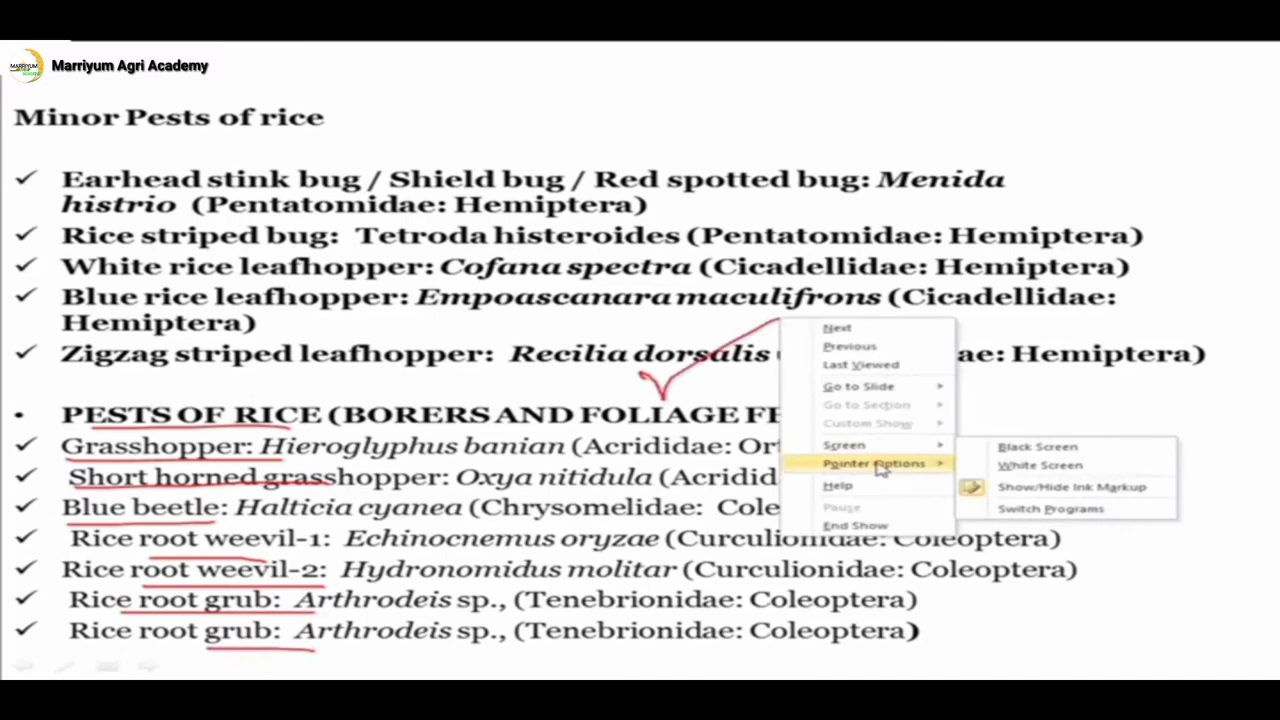 MARRIYUM
Marriyum Agri Academy
Minor Pests of rice
✓ Earhead stink bug / Shield bug / Red spotted bug: Menida
histrio (Pentatomidae: Hemiptera)
✓ Rice striped bug: Tetroda histeroides (Pentatomidae: Hemiptera)
✓ White rice leafhopper: Cofana spectra (Cicadellidae: Hemiptera)
✓ Blue rice leafhopper: Empoascanara maculifrons (Cicadellidae:
Hemiptera)
✓ Zigzag striped leafhopper: Recilia dorsalis ae: Hemiptera)
• PESTS OF RICE (BORERS AND FOLIAGE FE
✓ Grasshopper: Hieroglyphus banian (Acrididae: Ort
✓ Short horned grasshopper: Oxya nitidula (Acridid
✓ Blue beetle: Halticia cyanea (Chrysomelidae: Cole
✓ Rice root weevil-1: Echinocnemus oryzae (Curculionidae: Coleoptera)
✓ Rice root weevil-2: Hydronomidus molitar (Curculionidae: Coleoptera)
✓ Rice root grub: Arthrodeis sp., (Tenebrionidae: Coleoptera)
✓ Rice root grub: Arthrodeis sp., (Tenebrionidae: Coleoptera)
Next
Previous
Last Viewed
Go to Slide
Go to Section
Custom Show
Screen
Pointer Options
Help
Pause
End Show
Black Screen
White Screen
Show/Hide Ink Markup
Switch Programs